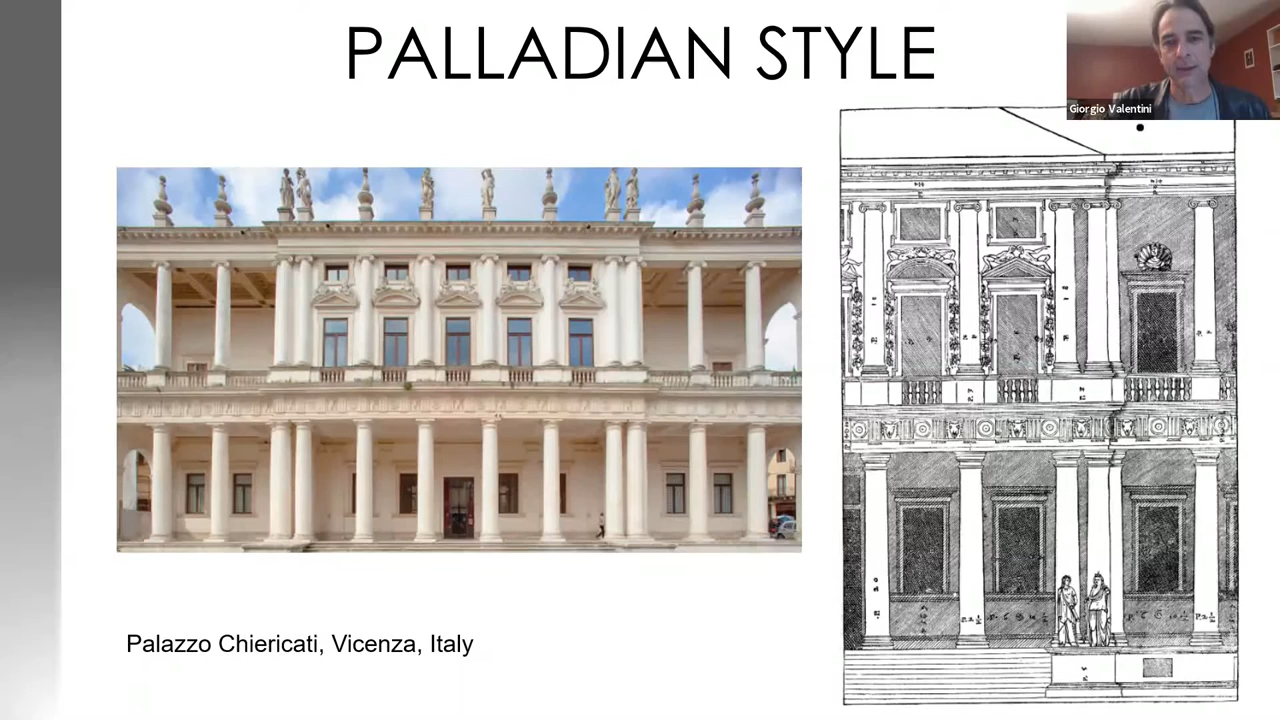 PALLADIAN STYLE
Giorgio Valentini
Palazzo Chiericati, Vicenza, Italy